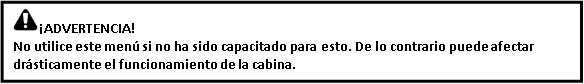 ¡ADVERTENCIA!
No utilice este menú si no ha sido capacitado para esto. De lo contrario puede afectar
drásticamente el funcionamiento de la cabina.